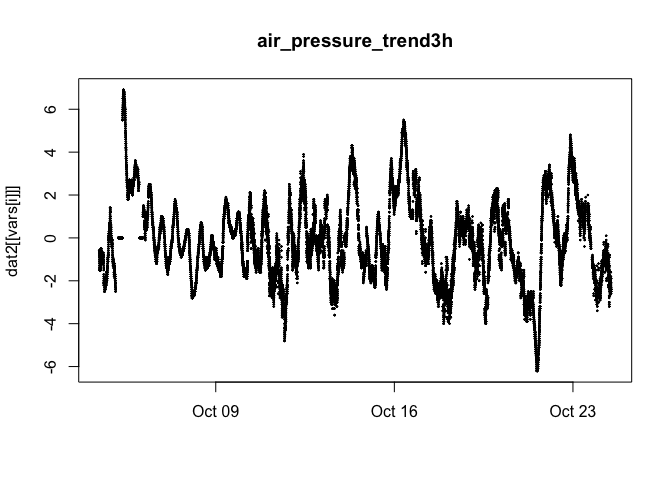 air_pressure_trend3h
dat2[[vars[i]]]
6
4
2
0
-2
-4
-6
Oct 09
Oct 16
Oct 23